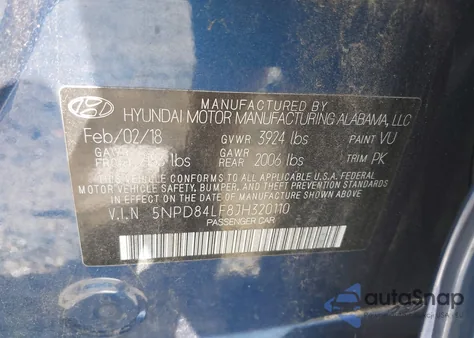 MANUFACTURED BY
HYUNDAI MOTOR MANUFACTURING ALABAMA, LLC
Feb/02/18 GVWR 3924 lbs PAINT VU
GAWR GAWR
FRONT lbs REAR 2006 lbs TRIM PK
THIS VEHICLE CONFORMS TO ALL APPLICABLE U.S. FEDERAL
MOTOR VEHICLE SAFETY, BUMPER, AND THEFT PREVENTION
STANDARDS IN EFFECT ON THE DATE OF MANUFACTURE SHOWN ABOVE.
V.I.N 5NPD84LF8JH320110
PASSENGER CAR
autoSnap